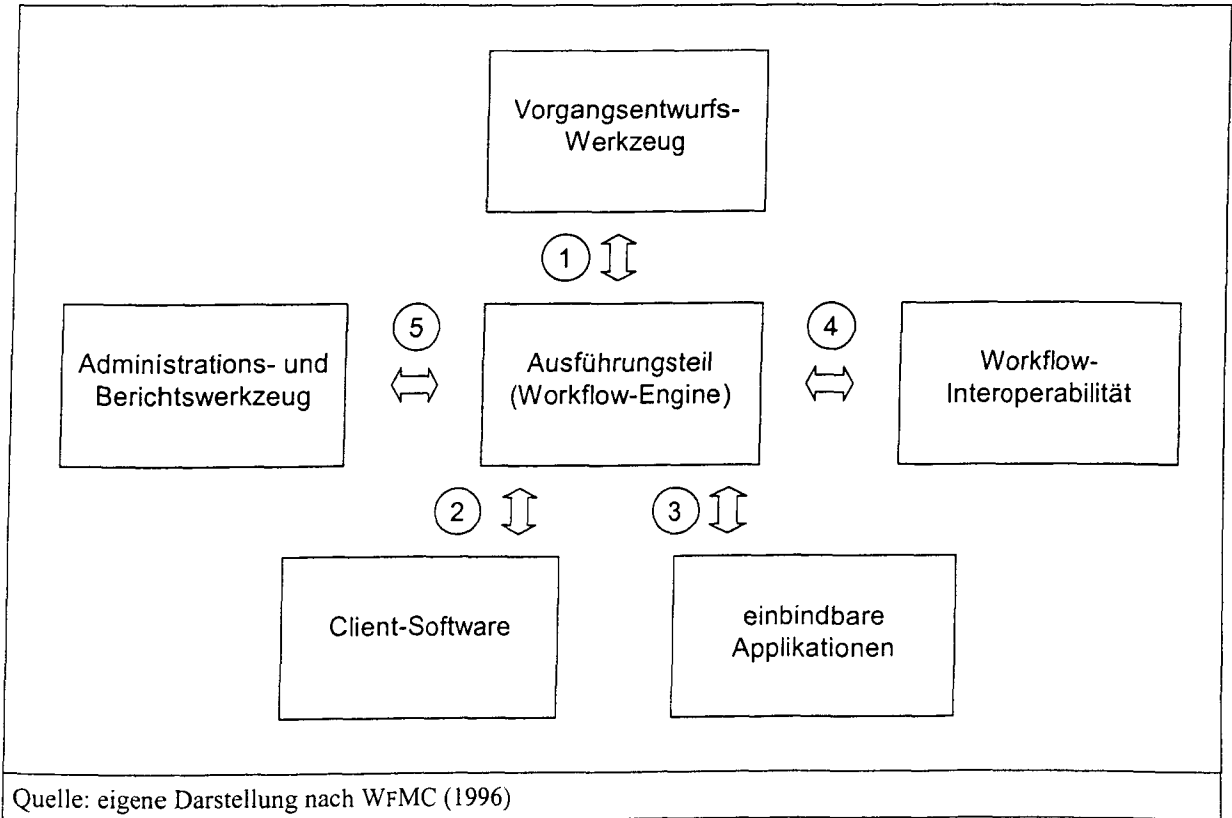 Vorgangsentwurfs-
Werkzeug
1
5
4
Administrations- und
Berichtswerkzeug
Ausführungsteil
(Workflow-Engine)
Workflow-
Interoperabilität
2
3
Client-Software
einbindbare
Applikationen
Quelle: eigene Darstellung nach WFMC (1996)